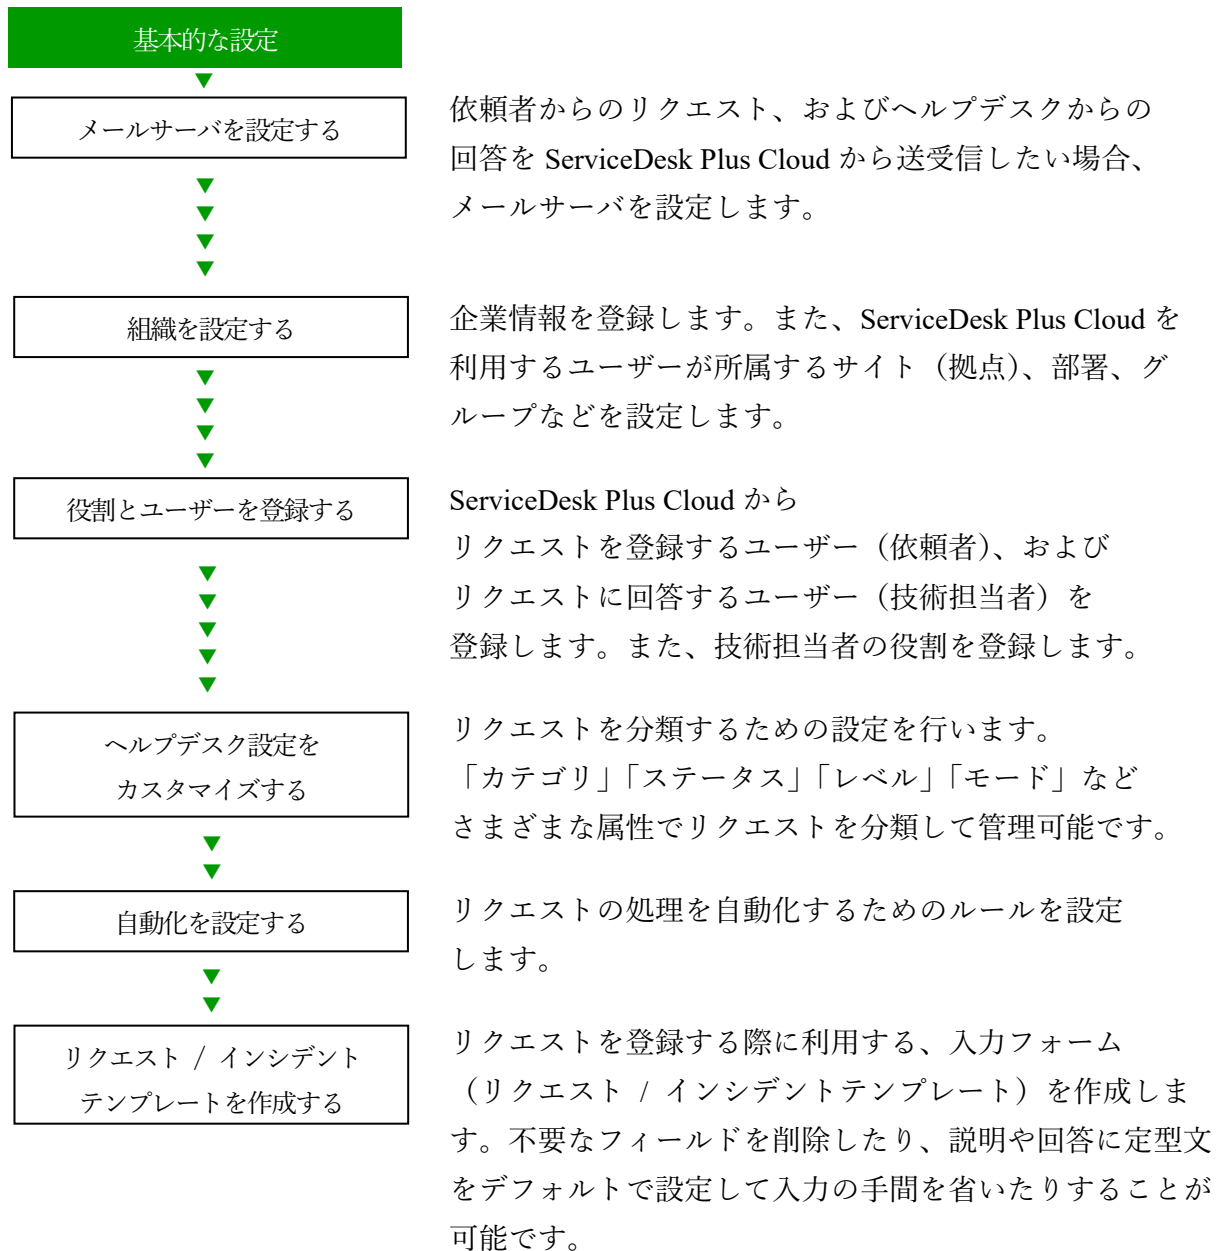 基本的な設定
メールサーバを設定する
依頼者からのリクエスト、およびヘルプデスクからの
回答を ServiceDesk Plus Cloud から送受信したい場合、
メールサーバを設定します。
組織を設定する
企業情報を登録します。また、ServiceDesk Plus Cloud を
利用するユーザーが所属するサイト（拠点）、部署、グ
ループなどを設定します。
役割とユーザーを登録する
ServiceDesk Plus Cloud から
リクエストを登録するユーザー（依頼者）、および
リクエストに回答するユーザー（技術担当者）を
登録します。また、技術担当者の役割を登録します。
ヘルプデスク設定を
カスタマイズする
リクエストを分類するための設定を行います。
「カテゴリ」「ステータス」「レベル」「モード」など
さまざまな属性でリクエストを分類して管理可能です。
自動化を設定する
リクエストの処理を自動化するためのルールを設定
します。
リクエスト / インシデント
テンプレートを作成する
リクエストを登録する際に利用する、入力フォーム
（リクエスト / インシデントテンプレート）を作成しま
す。不要なフィールドを削除したり、説明や回答に定型文
をデフォルトで設定して入力の手間を省いたりすることが
可能です。